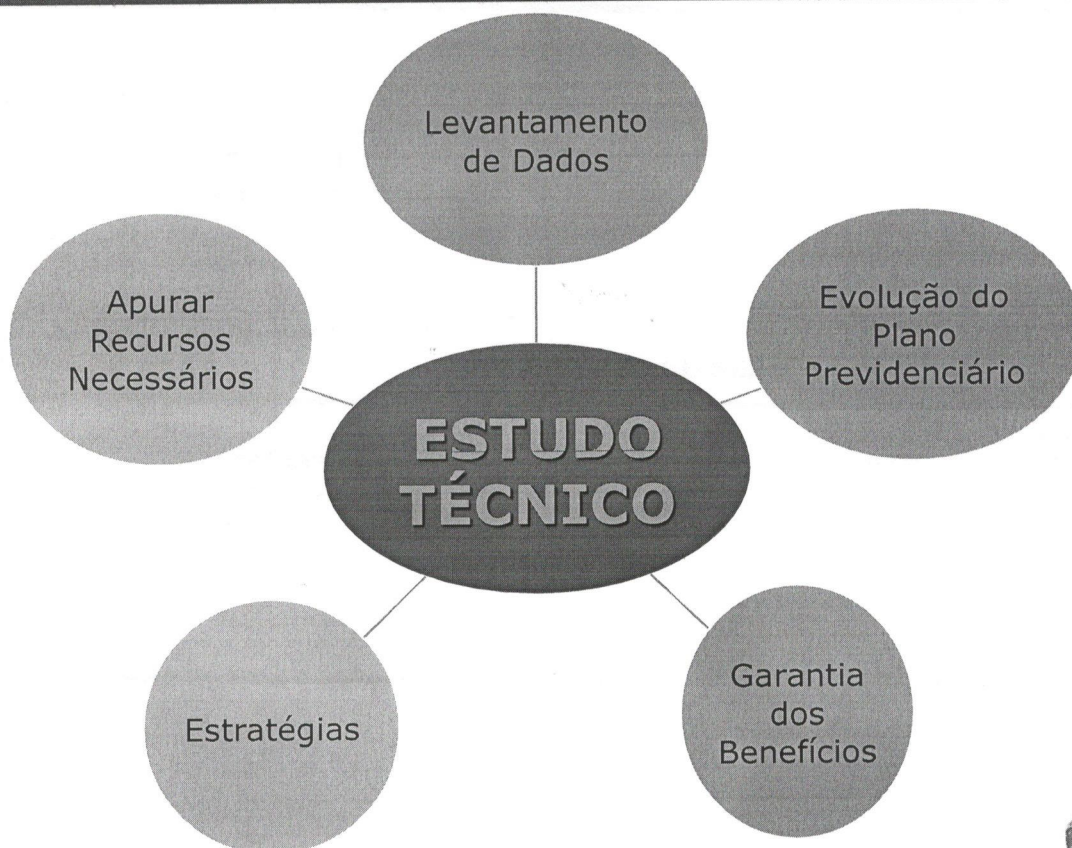 Levantamento
de Dados
Evolução do
Plano
Previdenciário
Garantia
dos
Benefícios
Estratégias
Apurar
Recursos
Necessários
ESTUDO
TÉCNICO